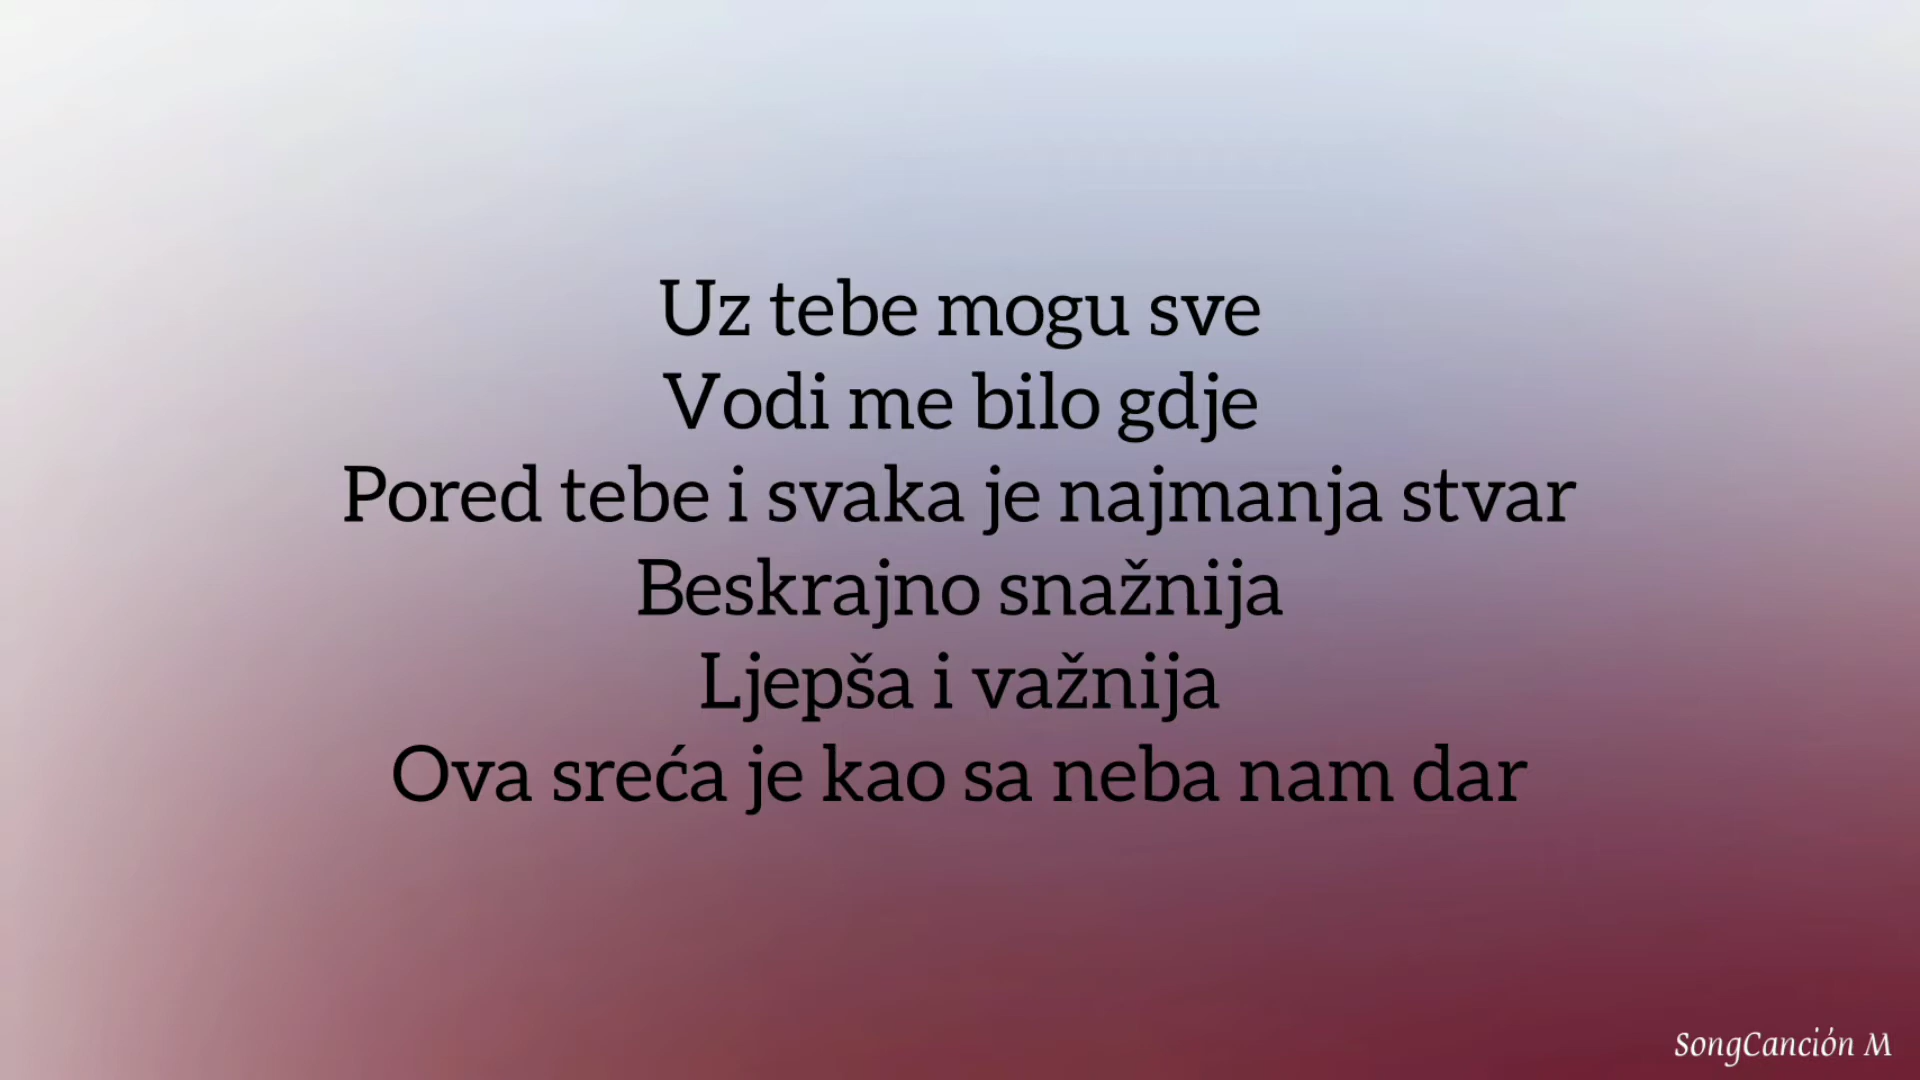 Uz tebe mogu sve
Vodi me bilo gdje
Pored tebe i svaka je najmanja stvar
Beskrajno snažnija
Ljepša i važnija
Ova sreća je kao sa neba nam dar
SongCanción M